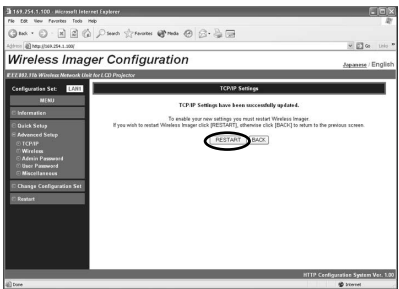 169.254.1.100 - Microsoft Internet Explorer
File Edit View Favorites Tools Help
Back Search Favorites Media
Address http://169.254.1.100/ Go Links
Wireless Imager Configuration
Japanese / English
IEEE802.11b Wireless Network Unit for LCD Projector
Configuration Set: LAN1
MENU
Information
Quick Setup
Advanced Setup
TCP/IP
Wireless
Admin Password
User Password
Miscellaneous
Change Configuration Set
Restart
TCP/IP Settings
TCP/IP Settings have been successfully updated.
To enable your new settings you must restart Wireless Imager.
If you wish to restart Wireless Imager click [RESTART], otherwise click [BACK] to return to the previous screen.
RESTART BACK
HTTP Configuration System Ver. 1.00
Done Internet